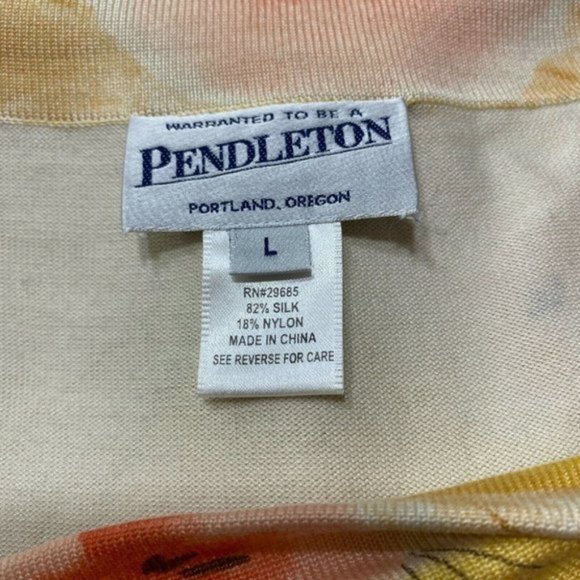 WARRANTED TO BE A
PENDLETON
PORTLAND, OREGON
L
RN#29685
82% SILK
18% NYLON
MADE IN CHINA
SEE REVERSE FOR CARE